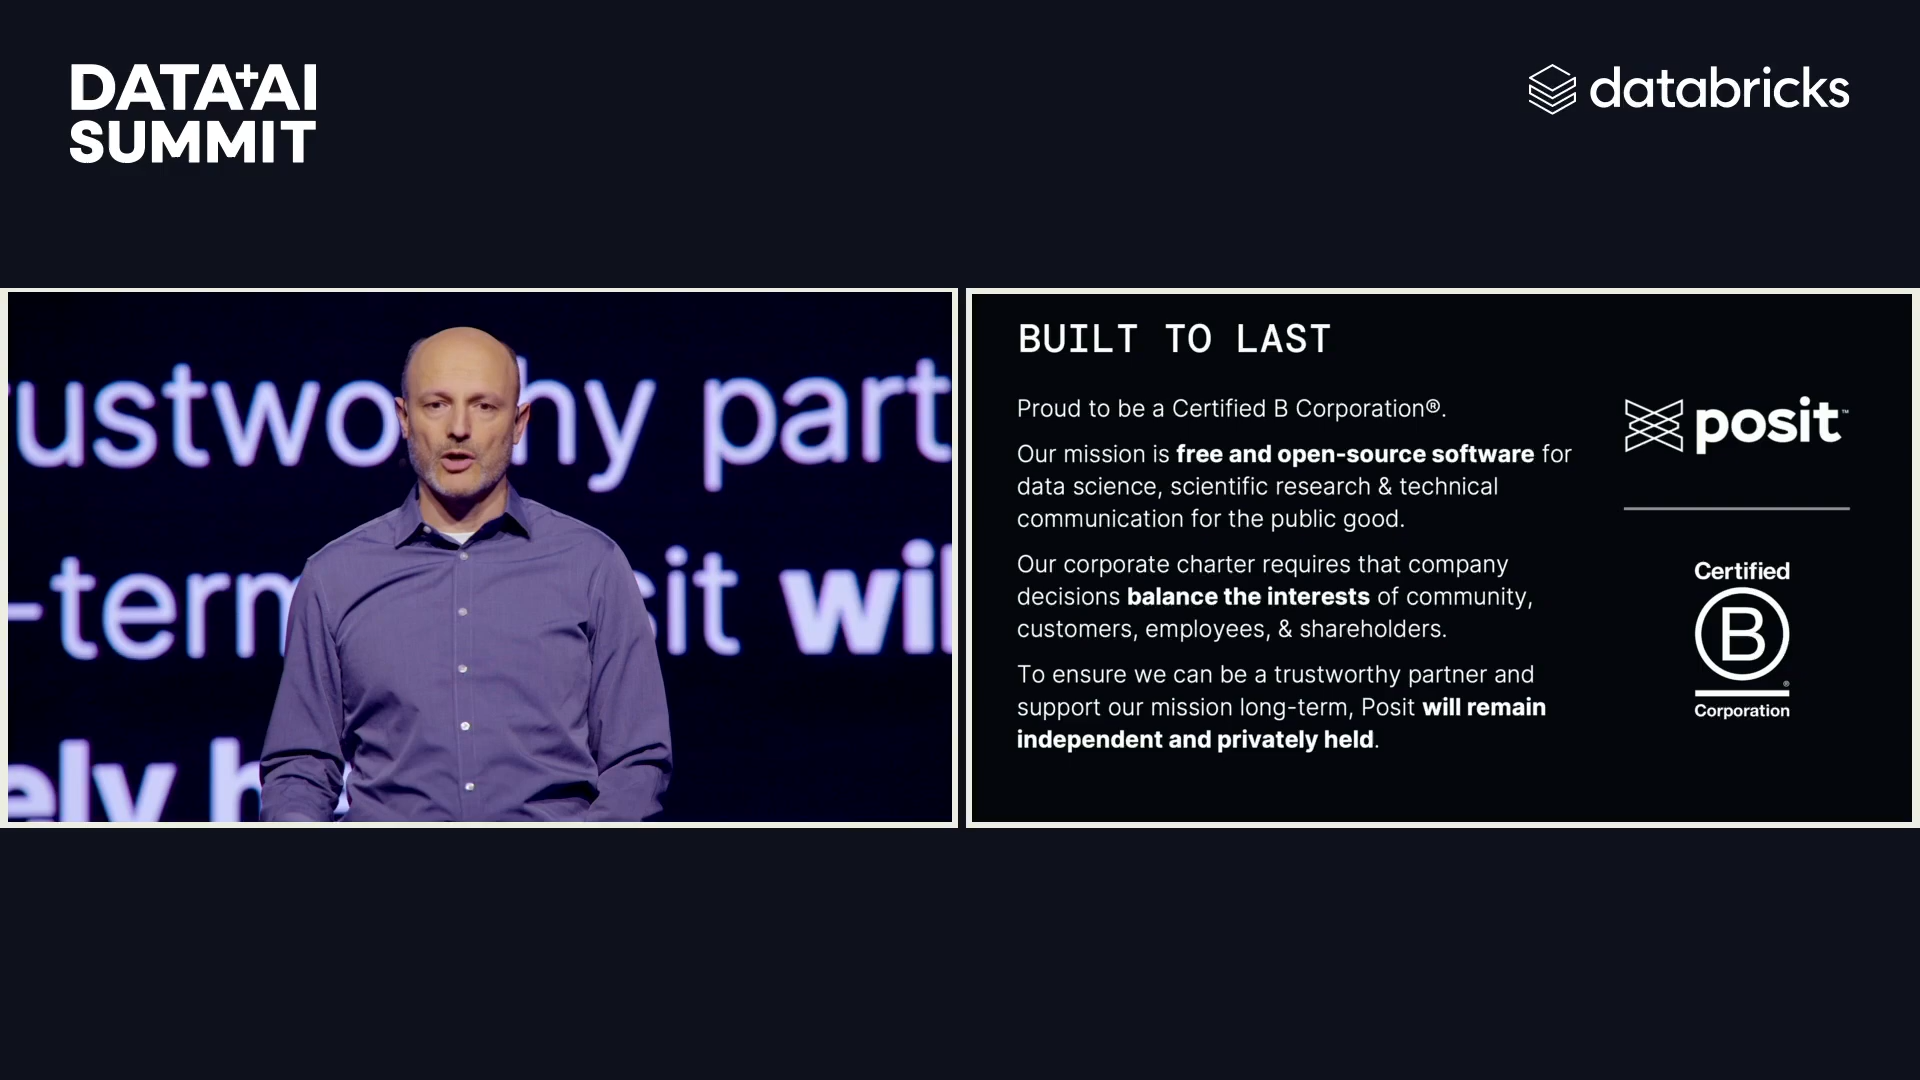 DATA+AI
SUMMIT
databricks
ustwo hy part
-term sit wil
ely h
BUILT TO LAST
Proud to be a Certified B Corporation®.
Our mission is free and open-source software for
data science, scientific research & technical
communication for the public good.
Our corporate charter requires that company
decisions balance the interests of community,
customers, employees, & shareholders.
To ensure we can be a trustworthy partner and
support our mission long-term, Posit will remain
independent and privately held.
posit™
Certified
B
®
Corporation